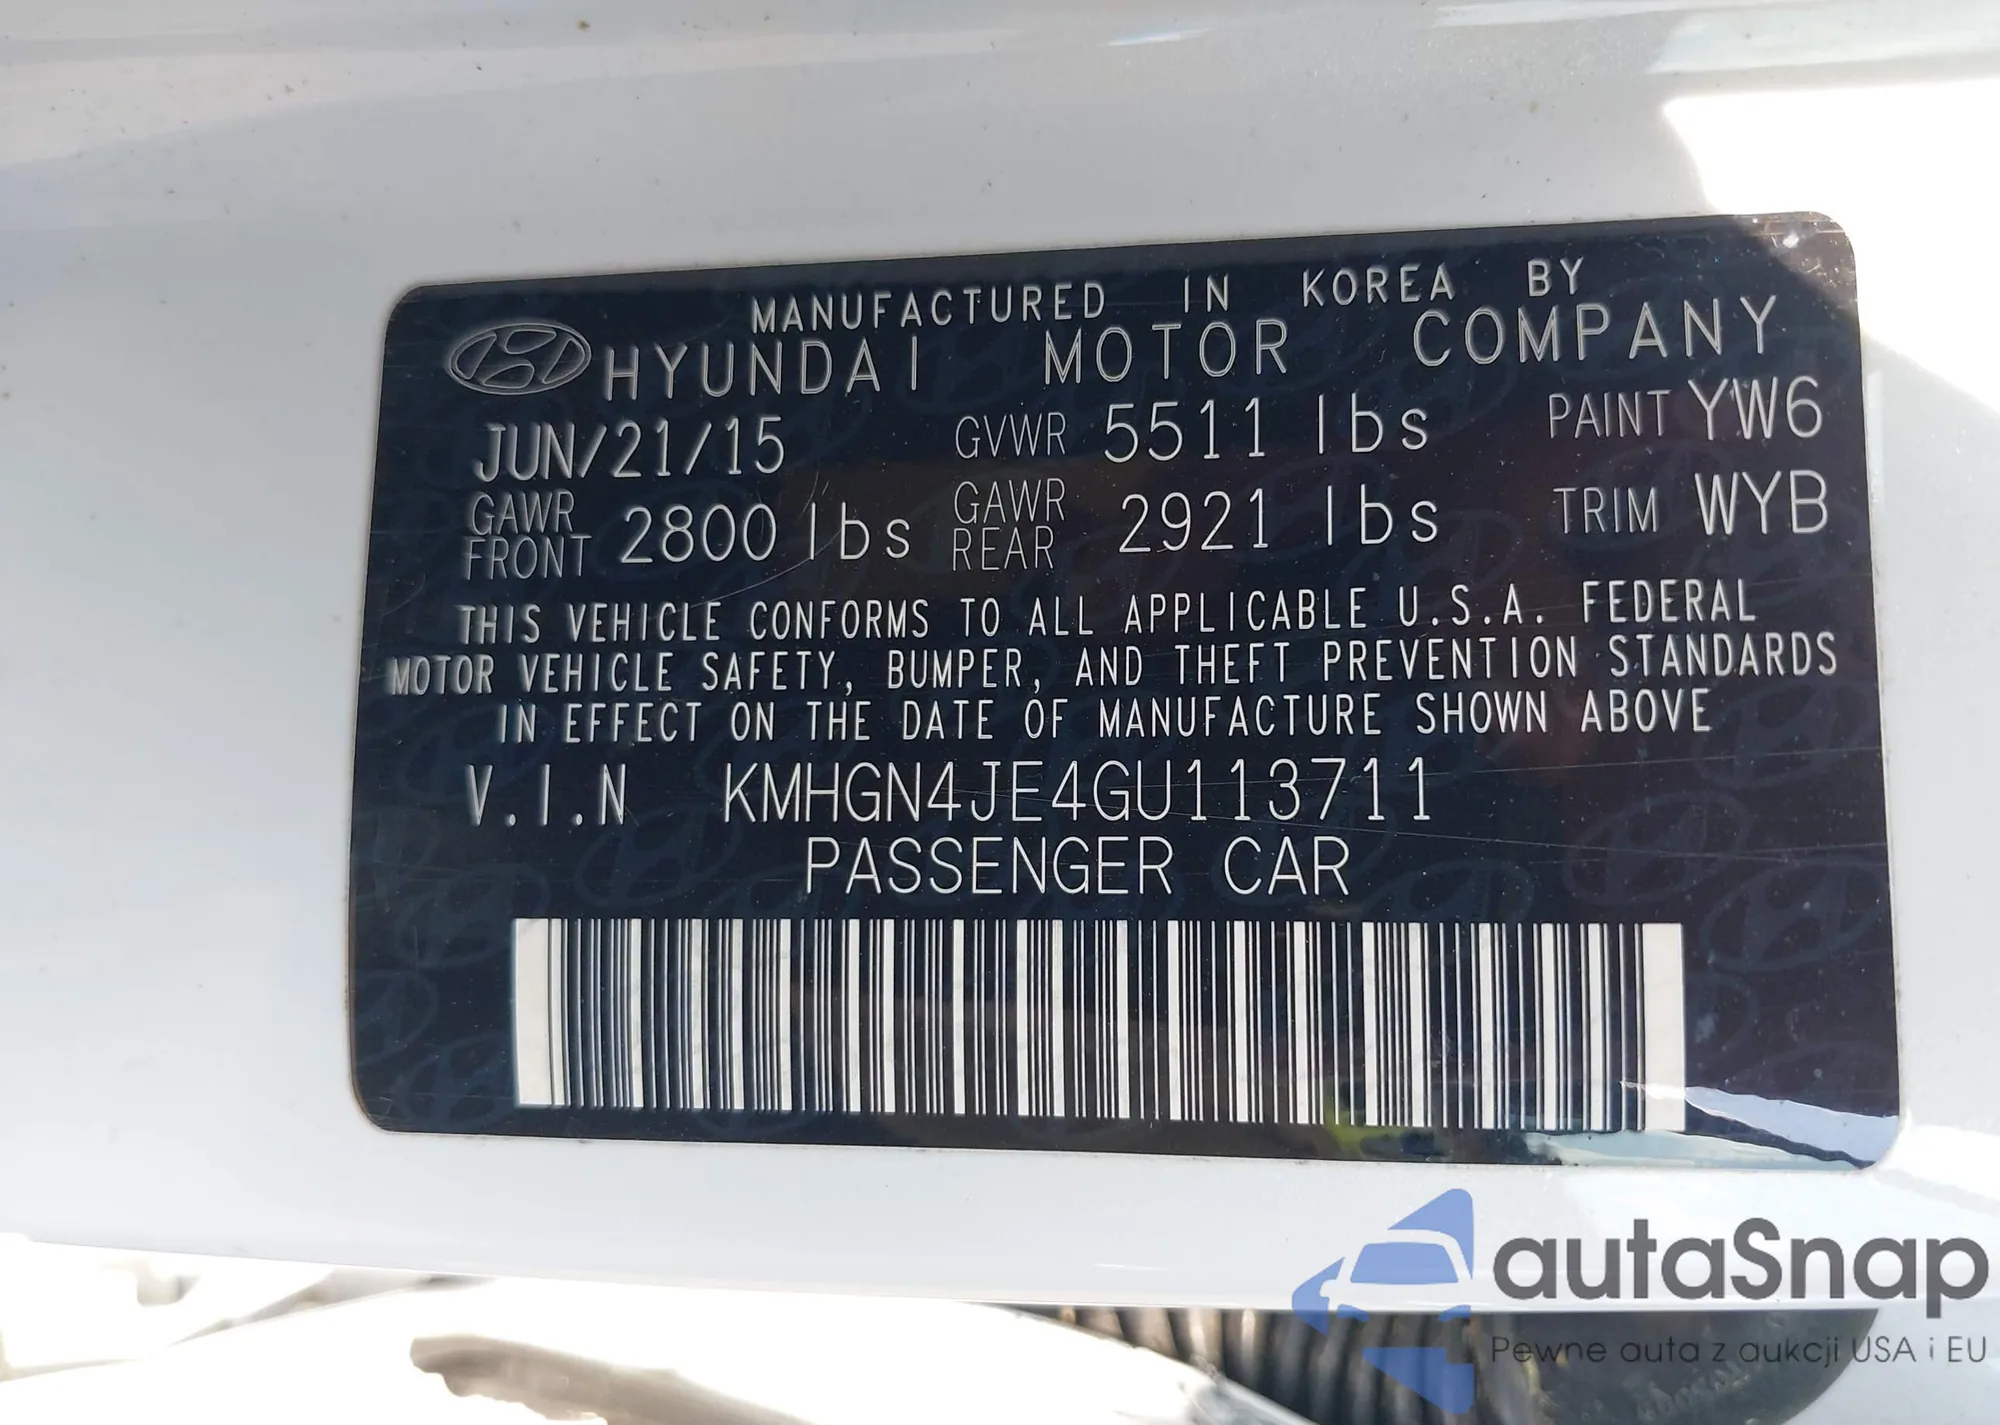 MANUFACTURED IN KOREA BY
HYUNDAI MOTOR COMPANY
JUN/21/15 GVWR 5511 lbs PAINT YW6
GAWR FRONT 2800 lbs GAWR REAR 2921 lbs TRIM WYB
THIS VEHICLE CONFORMS TO ALL APPLICABLE U.S.A. FEDERAL
MOTOR VEHICLE SAFETY, BUMPER, AND THEFT PREVENTION STANDARDS
IN EFFECT ON THE DATE OF MANUFACTURE SHOWN ABOVE
V.I.N KMHGN4JE4GU113711
PASSENGER CAR
autaSnap
Pewne auta z aukcji USA i EU